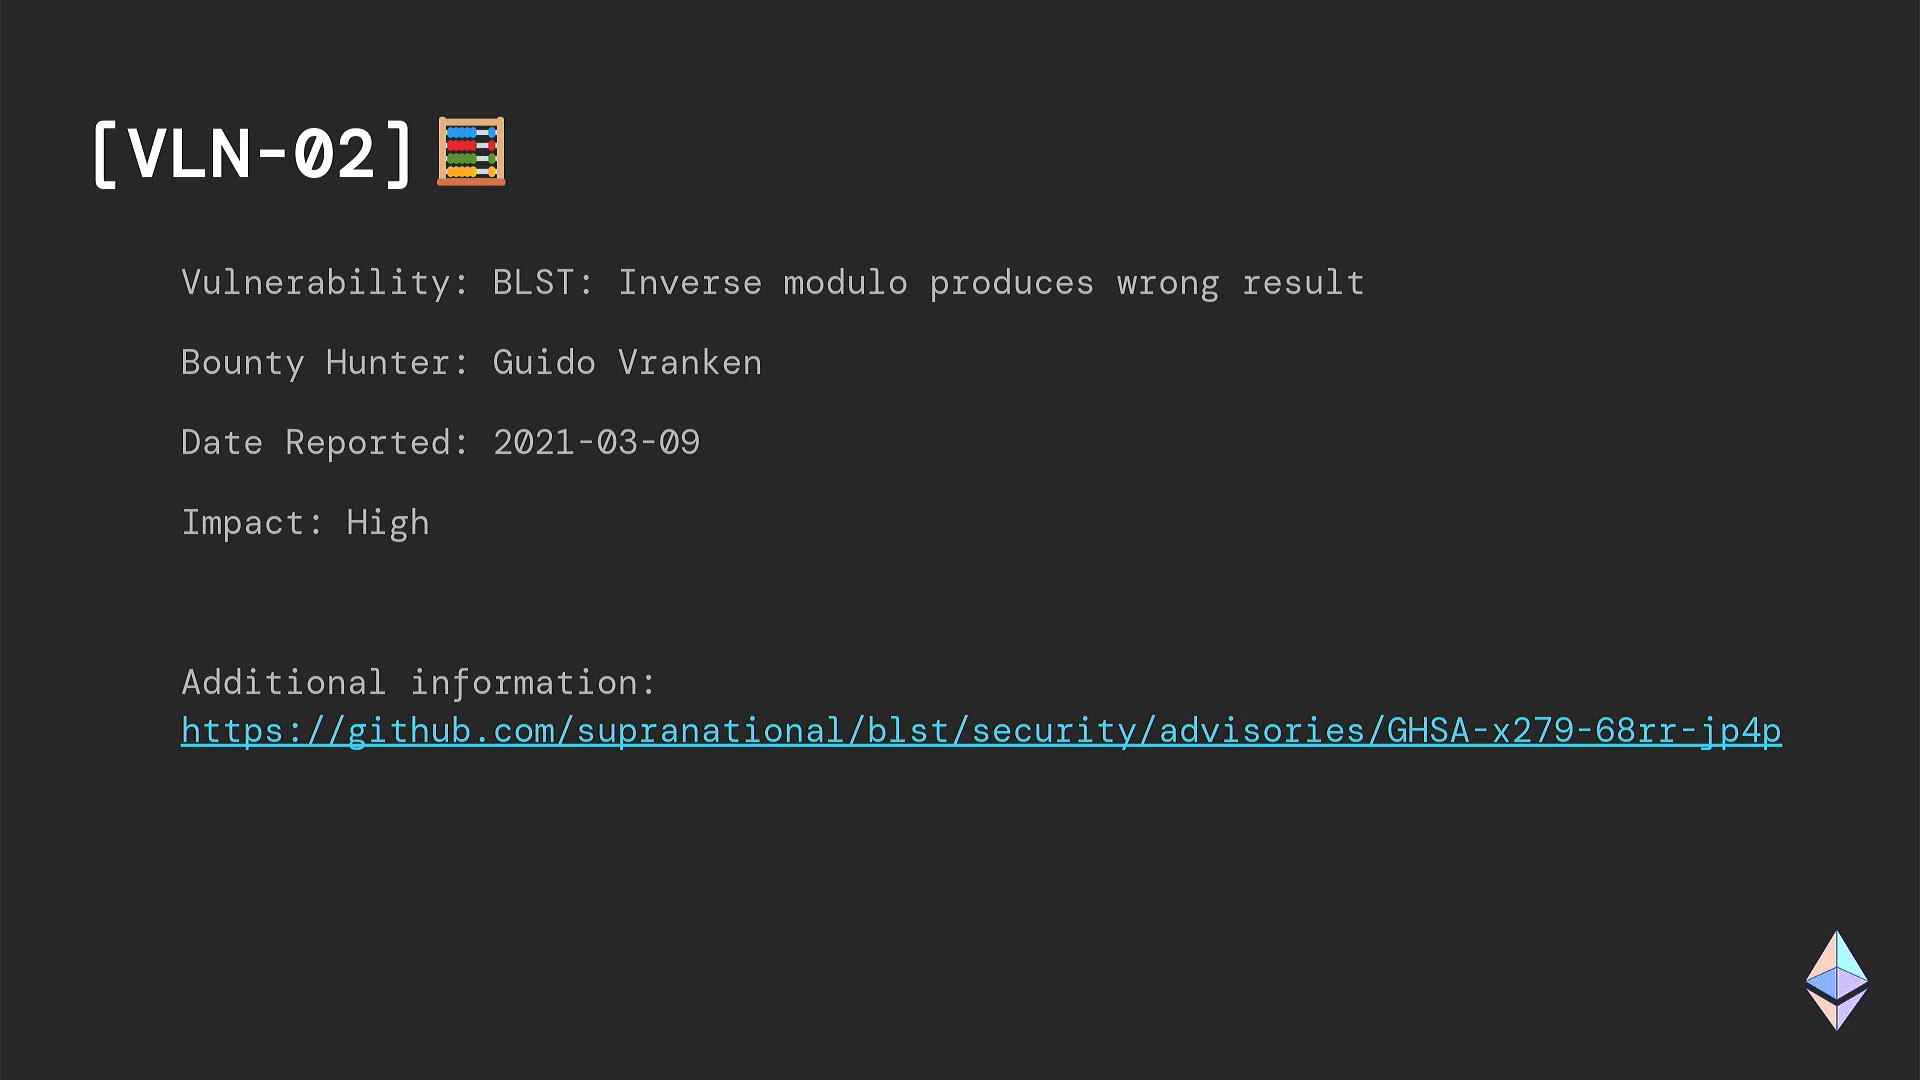 [VLN-02] 🧮
Vulnerability: BLST: Inverse modulo produces wrong result
Bounty Hunter: Guido Vranken
Date Reported: 2021-03-09
Impact: High
Additional information:
https://github.com/supranational/blst/security/advisories/GHSA-x279-68rr-jp4p